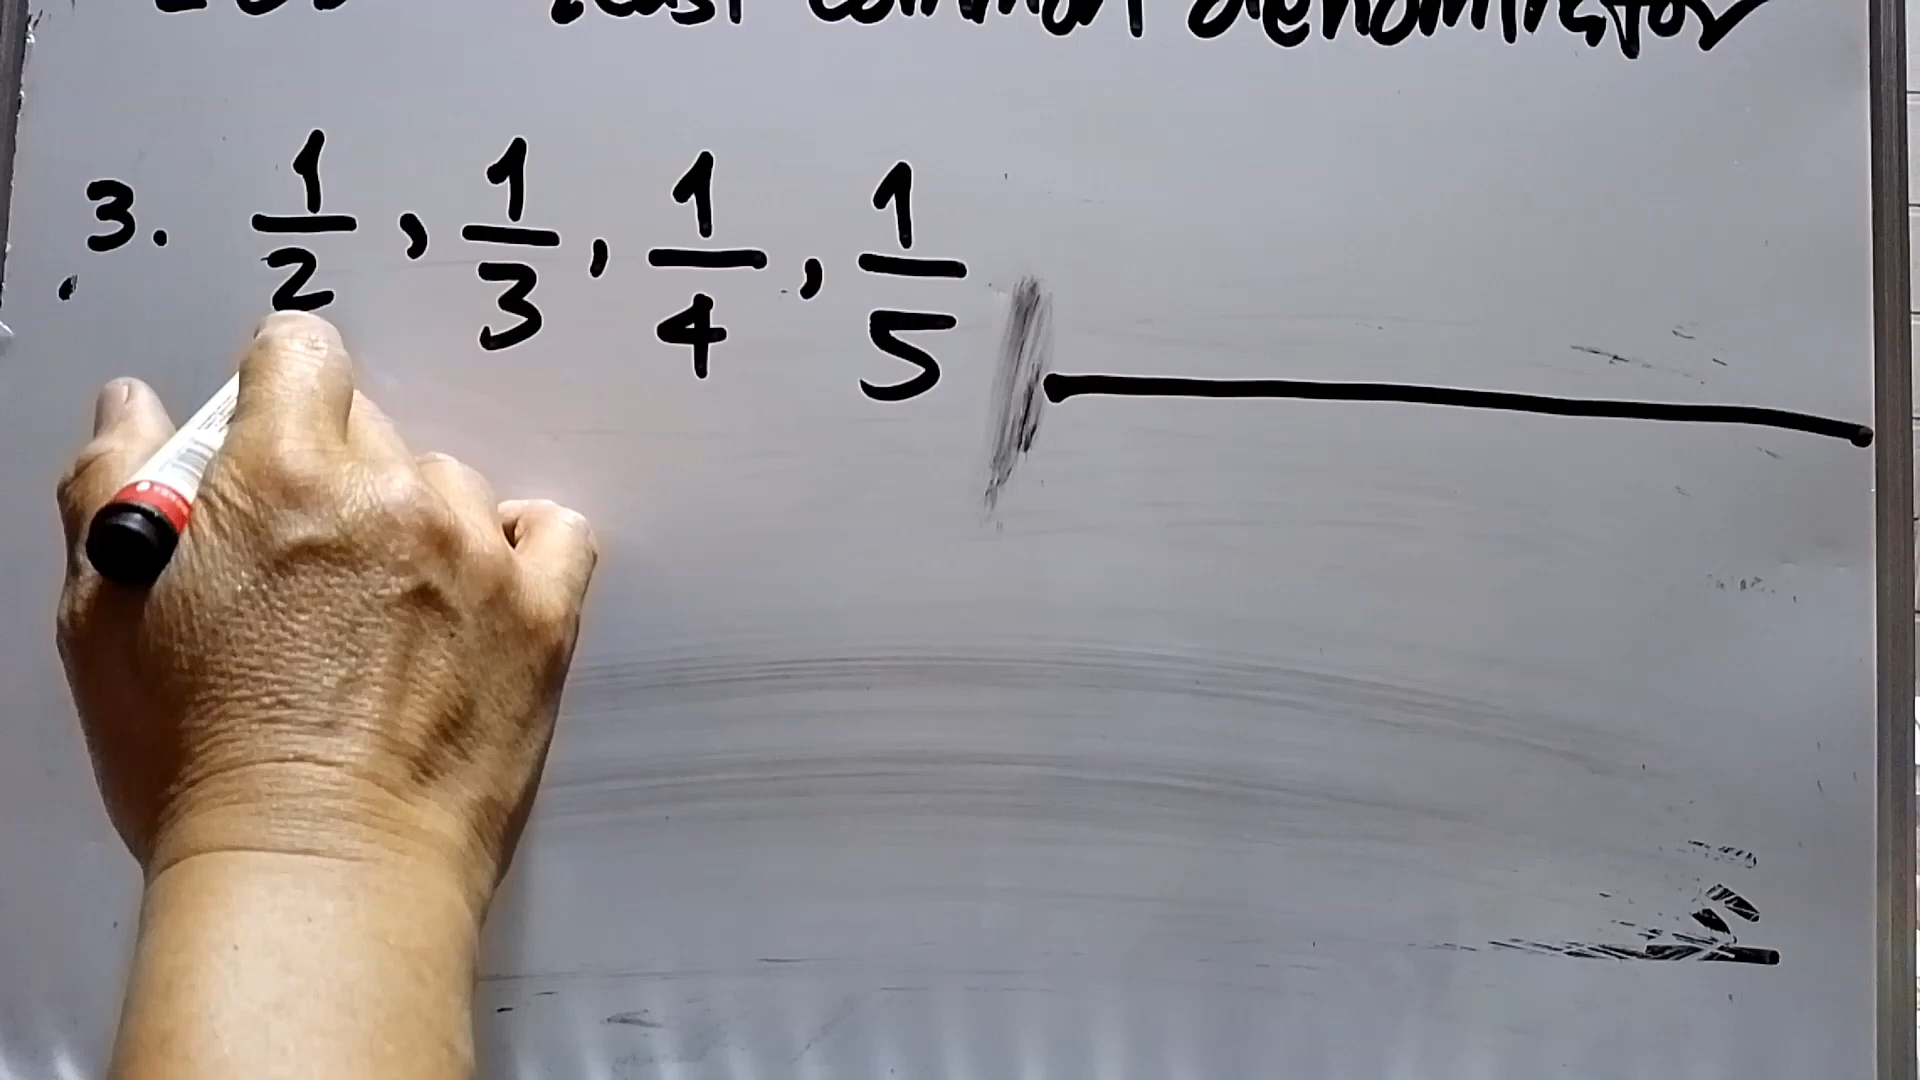 least common denominator
3. 1/2, 1/3, 1/4, 1/5